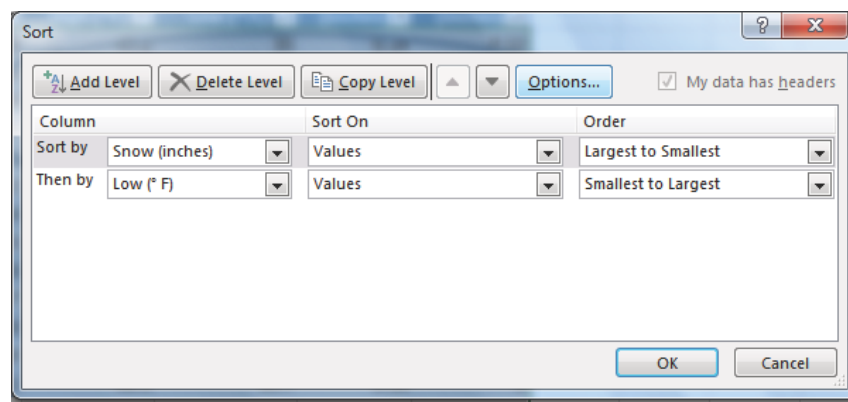 Sort
Add Level Delete Level Copy Level Options... My data has headers
Column Sort On Order
Sort by Snow (inches) Values Largest to Smallest
Then by Low (° F) Values Smallest to Largest
OK Cancel